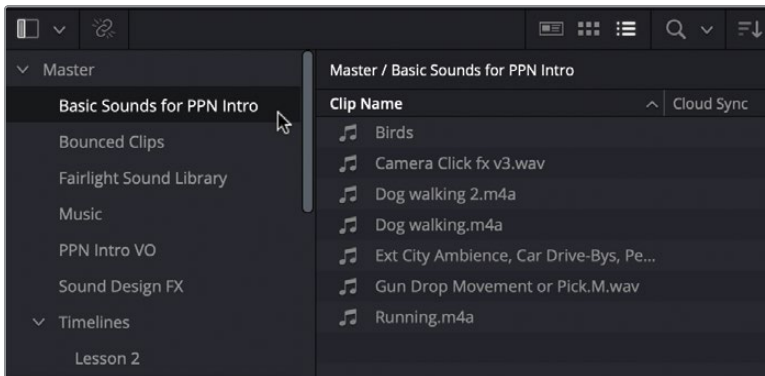 Master
Basic Sounds for PPN Intro
Bounced Clips
Fairlight Sound Library
Music
PPN Intro VO
Sound Design FX
Timelines
Lesson 2
Master / Basic Sounds for PPN Intro
Clip Name
Cloud Sync
Birds
Camera Click fx v3.wav
Dog walking 2.m4a
Dog walking.m4a
Ext City Ambience, Car Drive-Bys, Pe...
Gun Drop Movement or Pick.M.wav
Running.m4a